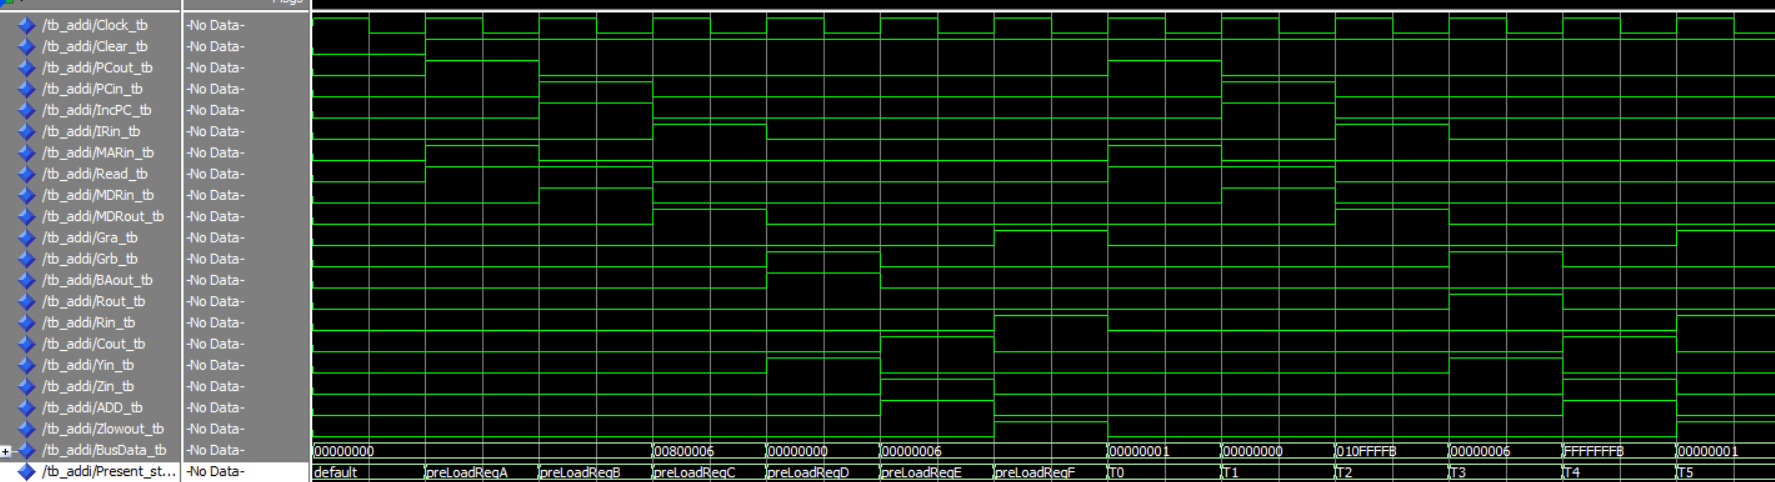 Msgs
/tb_addi/Clock_tb -No Data-
/tb_addi/Clear_tb -No Data-
/tb_addi/PCout_tb -No Data-
/tb_addi/PCin_tb -No Data-
/tb_addi/IncPC_tb -No Data-
/tb_addi/IRin_tb -No Data-
/tb_addi/MARin_tb -No Data-
/tb_addi/Read_tb -No Data-
/tb_addi/MDRin_tb -No Data-
/tb_addi/MDRout_tb -No Data-
/tb_addi/Gra_tb -No Data-
/tb_addi/Grb_tb -No Data-
/tb_addi/BAout_tb -No Data-
/tb_addi/Rout_tb -No Data-
/tb_addi/Rin_tb -No Data-
/tb_addi/Cout_tb -No Data-
/tb_addi/Yin_tb -No Data-
/tb_addi/Zin_tb -No Data-
/tb_addi/ADD_tb -No Data-
/tb_addi/Zlowout_tb -No Data-
/tb_addi/BusData_tb -No Data- 00000000 00800006 00000000 00000006 00000001 00000000 010FFFFB 00000006 FFFFFFFB 00000001
/tb_addi/Present_st... -No Data- default preLoadRegA preLoadRegB preLoadRegC preLoadRegD preLoadRegE preLoadRegF T0 T1 T2 T3 T4 T5